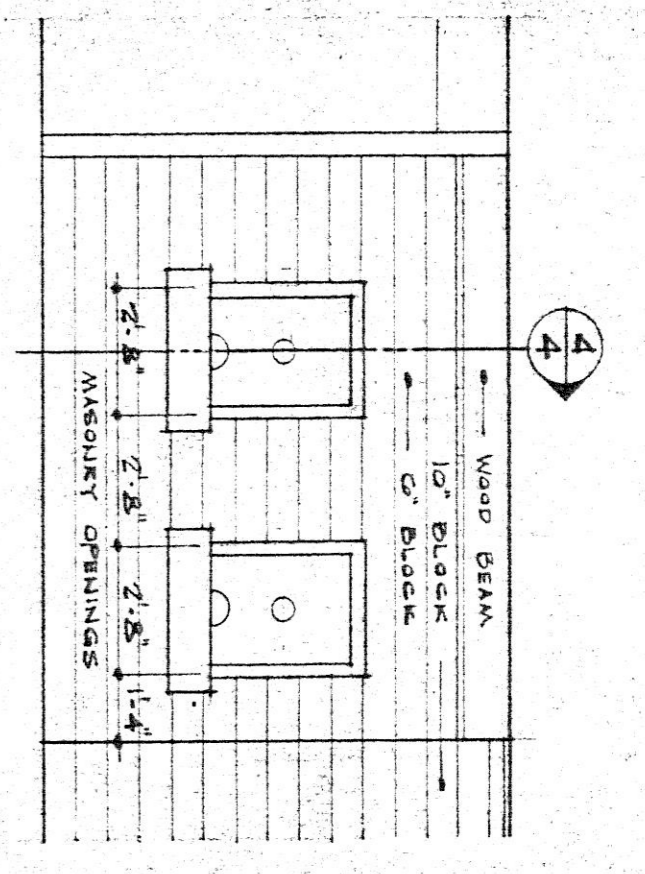 4
4
WOOD BEAM
10" BLOCK
6" BLOCK
2'-8" 2'-8" 2'-8" 1'-4"
MASONRY OPENINGS